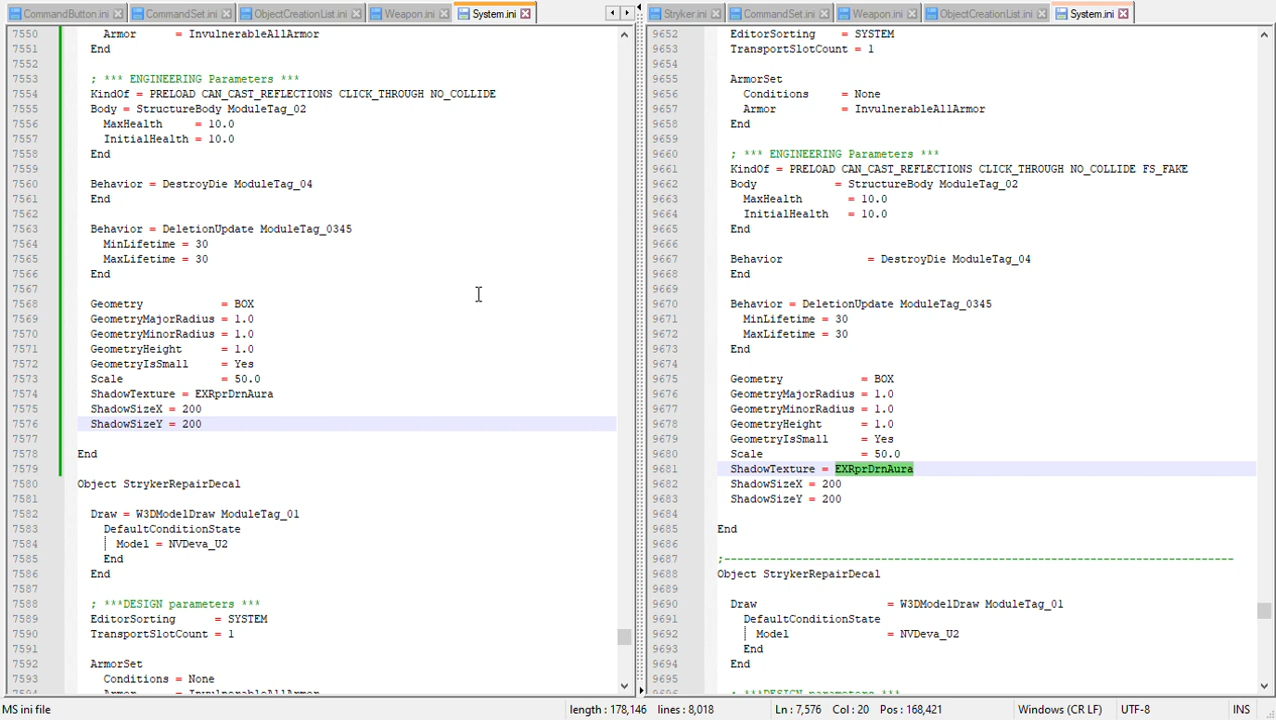 CommandButton.ini CommandSet.ini ObjectCreationList.ini Weapon.ini System.ini
7550 Armor = InvulnerableAllArmor
7551 End
7552
7553 ; *** ENGINEERING Parameters ***
7554 KindOf = PRELOAD CAN_CAST_REFLECTIONS CLICK_THROUGH NO_COLLIDE
7555 Body = StructureBody ModuleTag_02
7556 MaxHealth = 10.0
7557 InitialHealth = 10.0
7558 End
7559
7560 Behavior = DestroyDie ModuleTag_04
7561 End
7562
7563 Behavior = DeletionUpdate ModuleTag_0345
7564 MinLifetime = 30
7565 MaxLifetime = 30
7566 End
7567
7568 Geometry = BOX
7569 GeometryMajorRadius = 1.0
7570 GeometryMinorRadius = 1.0
7571 GeometryHeight = 1.0
7572 GeometryIsSmall = Yes
7573 Scale = 50.0
7574 ShadowTexture = EXRprDrnAura
7575 ShadowSizeX = 200
7576 ShadowSizeY = 200
7577
7578 End
7579
7580 Object StrykerRepairDecal
7581
7582 Draw = W3DModelDraw ModuleTag_01
7583 DefaultConditionState
7584 Model = NVDeva_U2
7585 End
7586 End
7587
7588 ; ***DESIGN parameters ***
7589 EditorSorting = SYSTEM
7590 TransportSlotCount = 1
7591
7592 ArmorSet
7593 Conditions = None
7594 Armor = InvulnerableAllArmor
Stryker.ini CommandSet.ini Weapon.ini ObjectCreationList.ini System.ini
9652 EditorSorting = SYSTEM
9653 TransportSlotCount = 1
9654
9655 ArmorSet
9656 Conditions = None
9657 Armor = InvulnerableAllArmor
9658 End
9659
9660 ; *** ENGINEERING Parameters ***
9661 KindOf = PRELOAD CAN_CAST_REFLECTIONS CLICK_THROUGH NO_COLLIDE FS_FAKE
9662 Body = StructureBody ModuleTag_02
9663 MaxHealth = 10.0
9664 InitialHealth = 10.0
9665 End
9666
9667 Behavior = DestroyDie ModuleTag_04
9668 End
9669
9670 Behavior = DeletionUpdate ModuleTag_0345
9671 MinLifetime = 30
9672 MaxLifetime = 30
9673 End
9674
9675 Geometry = BOX
9676 GeometryMajorRadius = 1.0
9677 GeometryMinorRadius = 1.0
9678 GeometryHeight = 1.0
9679 GeometryIsSmall = Yes
9680 Scale = 50.0
9681 ShadowTexture = EXRprDrnAura
9682 ShadowSizeX = 200
9683 ShadowSizeY = 200
9684
9685 End
9686
9687 ;------------------------------------------------------------------------------
9688 Object StrykerRepairDecal
9689
9690 Draw = W3DModelDraw ModuleTag_01
9691 DefaultConditionState
9692 Model = NVDeva_U2
9693 End
9694 End
9695
9696 ; ***DESIGN parameters ***
MS ini file length : 178,146 lines : 8,018 Ln : 7,576 Col : 20 Pos : 168,421 Windows (CR LF) UTF-8 INS